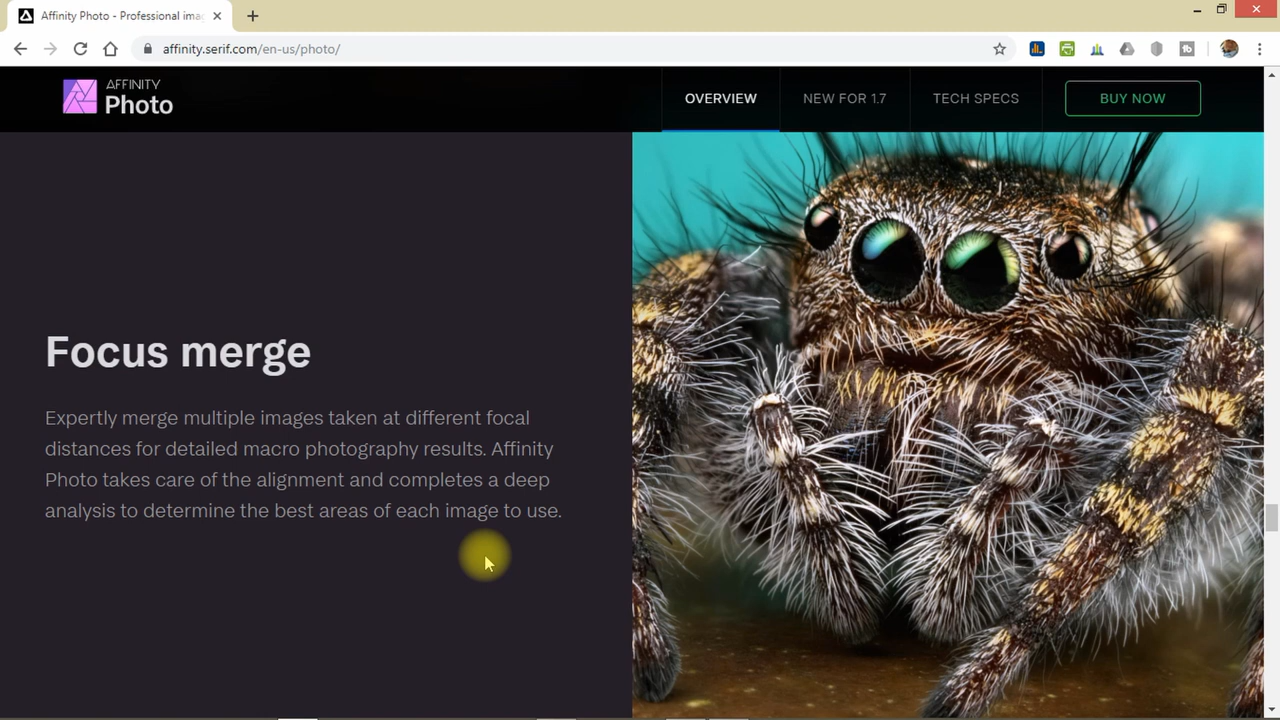 Affinity Photo - Professional ima
affinity.serif.com/en-us/photo/
AFFINITY
Photo
OVERVIEW
NEW FOR 1.7
TECH SPECS
BUY NOW
Focus merge
Expertly merge multiple images taken at different focal
distances for detailed macro photography results. Affinity
Photo takes care of the alignment and completes a deep
analysis to determine the best areas of each image to use.